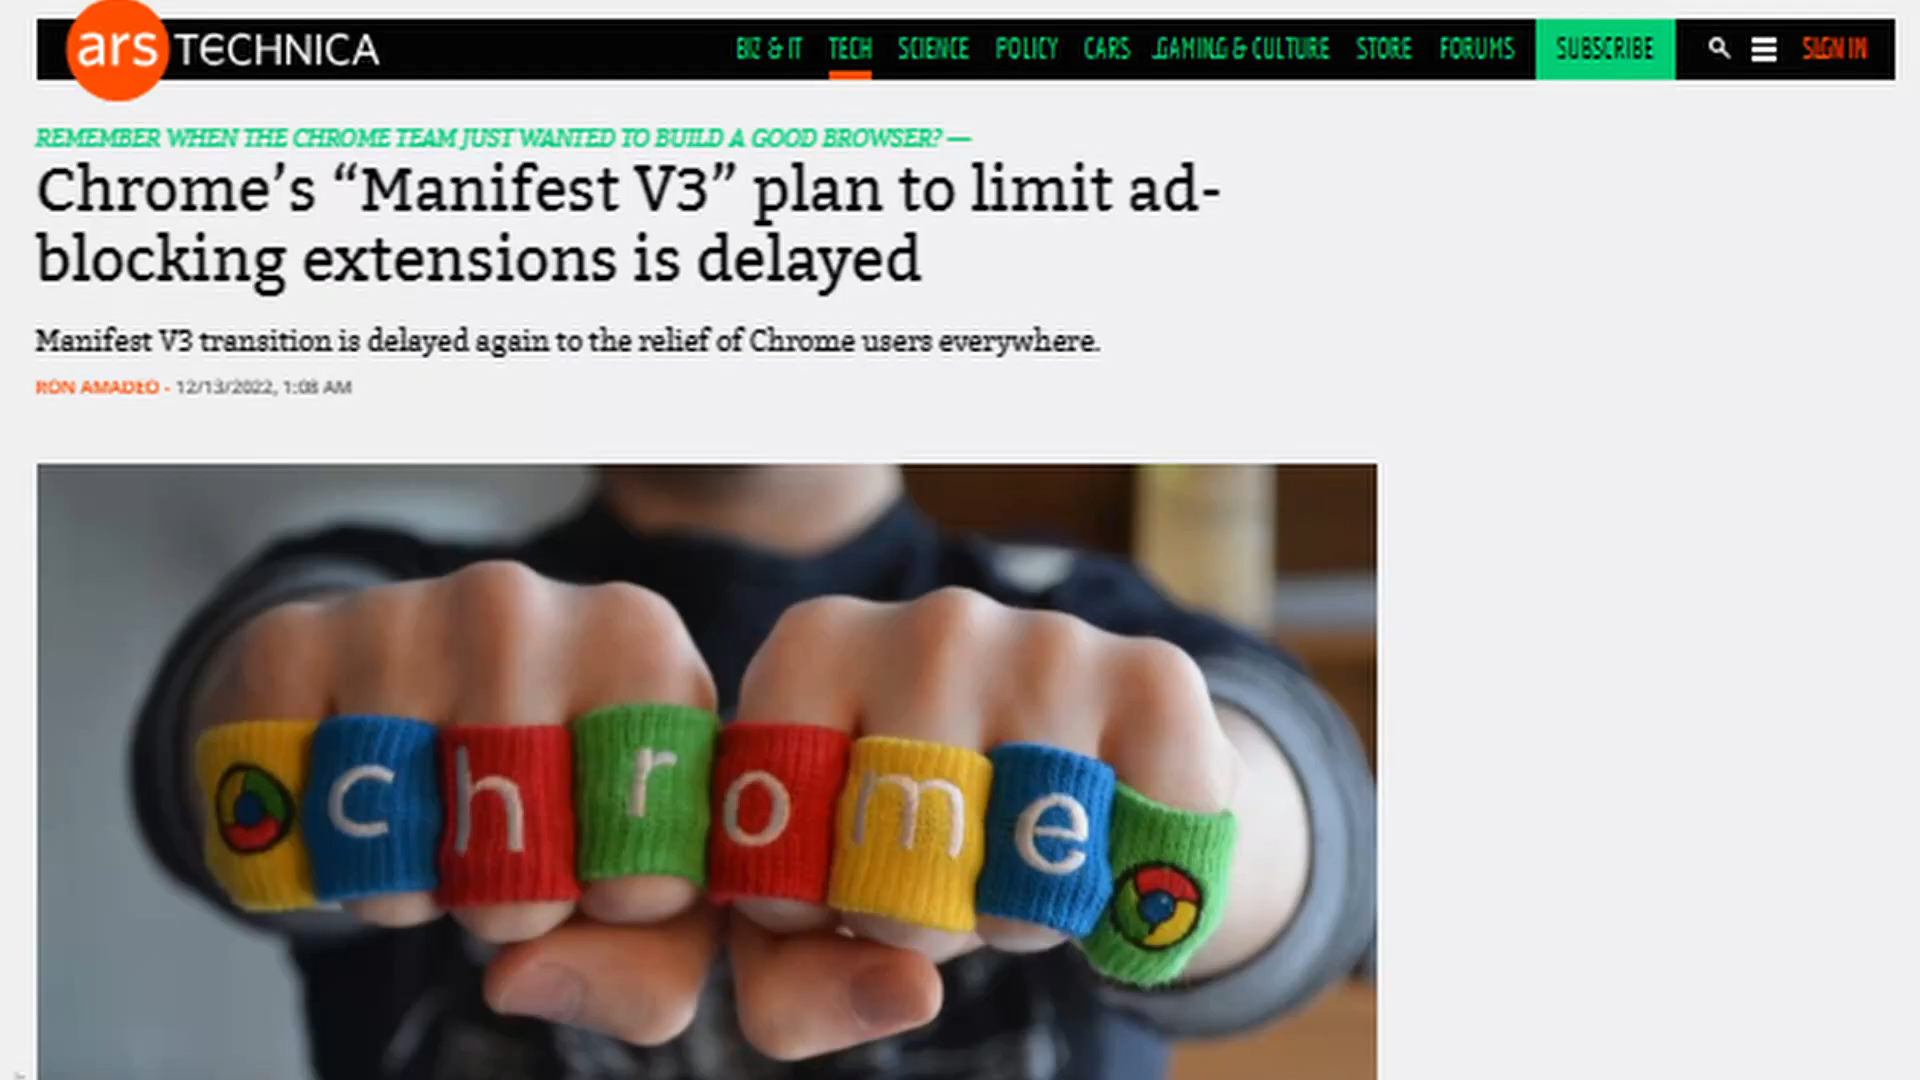 ars TECHNICA
BIZ & IT TECH SCIENCE POLICY CARS GAMING & CULTURE STORE FORUMS SUBSCRIBE SIGN IN
REMEMBER WHEN THE CHROME TEAM JUST WANTED TO BUILD A GOOD BROWSER? —
Chrome’s “Manifest V3” plan to limit ad-
blocking extensions is delayed
Manifest V3 transition is delayed again to the relief of Chrome users everywhere.
RON AMADEO - 12/13/2022, 1:08 AM
chrome